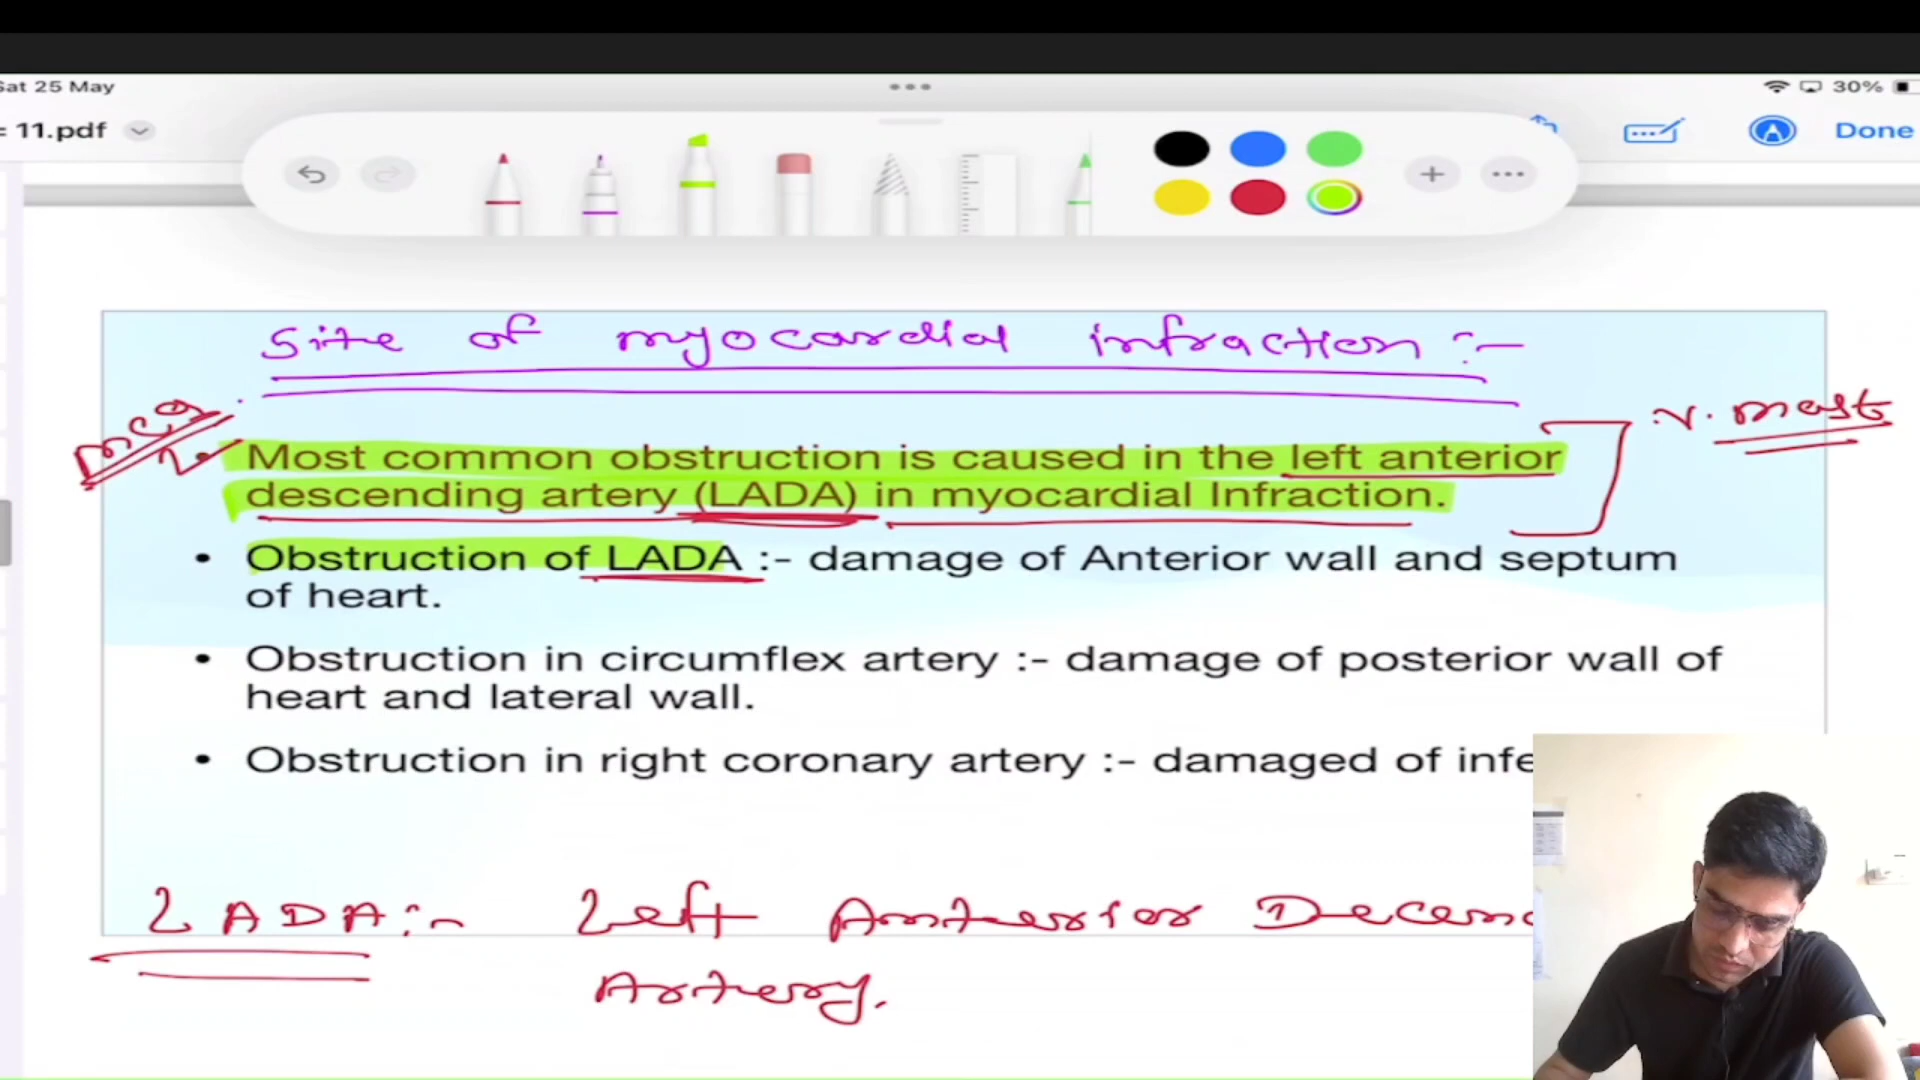 Sat 25 May
30%
= 11.pdf
Done
Site of myocardial infraction :-
MCQ
v. most
• Most common obstruction is caused in the left anterior
descending artery (LADA) in myocardial Infraction.
• Obstruction of LADA :- damage of Anterior wall and septum
of heart.
• Obstruction in circumflex artery :- damage of posterior wall of
heart and lateral wall.
• Obstruction in right coronary artery :- damaged of infe
LADA :- Left Anterior Decen
Artery.